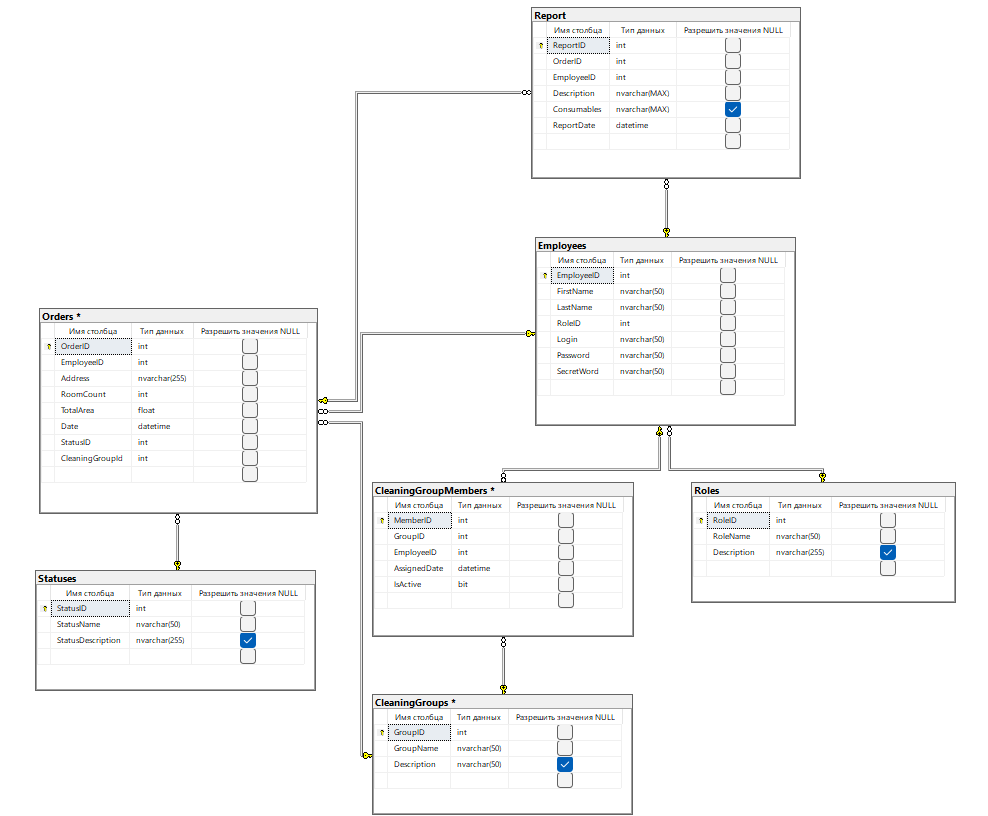 Report
Имя столбца Тип данных Разрешить значения NULL
ReportID int
OrderID int
EmployeeID int
Description nvarchar(MAX)
Consumables nvarchar(MAX)
ReportDate datetime
Employees
Имя столбца Тип данных Разрешить значения NULL
EmployeeID int
FirstName nvarchar(50)
LastName nvarchar(50)
RoleID int
Login nvarchar(50)
Password nvarchar(50)
SecretWord nvarchar(50)
Orders *
Имя столбца Тип данных Разрешить значения NULL
OrderID int
EmployeeID int
Address nvarchar(255)
RoomCount int
TotalArea float
Date datetime
StatusID int
CleaningGroupId int
CleaningGroupMembers *
Имя столбца Тип данных Разрешить значения NULL
MemberID int
GroupID int
EmployeeID int
AssignedDate datetime
IsActive bit
Roles
Имя столбца Тип данных Разрешить значения NULL
RoleID int
RoleName nvarchar(50)
Description nvarchar(255)
Statuses
Имя столбца Тип данных Разрешить значения NULL
StatusID int
StatusName nvarchar(50)
StatusDescription nvarchar(255)
CleaningGroups *
Имя столбца Тип данных Разрешить значения NULL
GroupID int
GroupName nvarchar(50)
Description nvarchar(50)